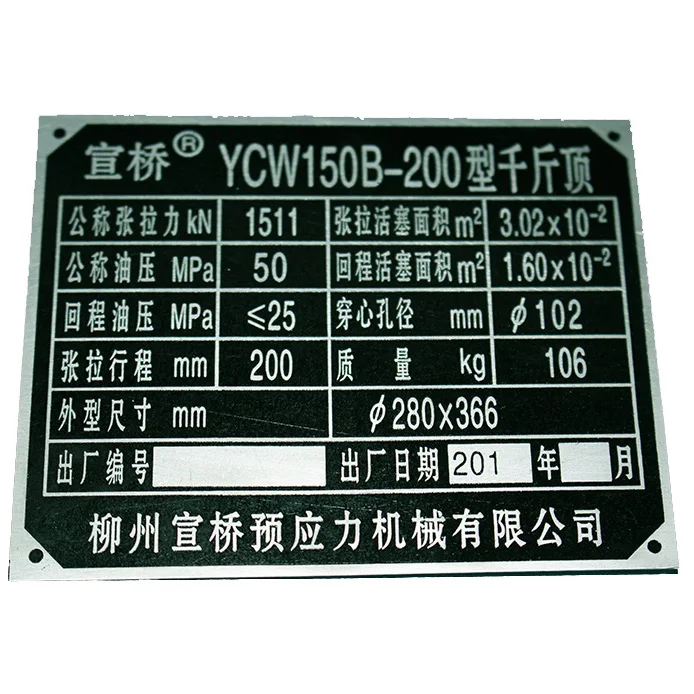 宣桥® YCW150B-200型千斤顶
公称张拉力 kN 1511 张拉活塞面积 m² 3.02×10⁻²
公称油压 MPa 50 回程活塞面积 m² 1.60×10⁻²
回程油压 MPa ≤25 穿心孔径 mm ϕ102
张拉行程 mm 200 质量 kg 106
外型尺寸 mm ϕ280×366
出厂编号 出厂日期 201 年 月
柳州宣桥预应力机械有限公司